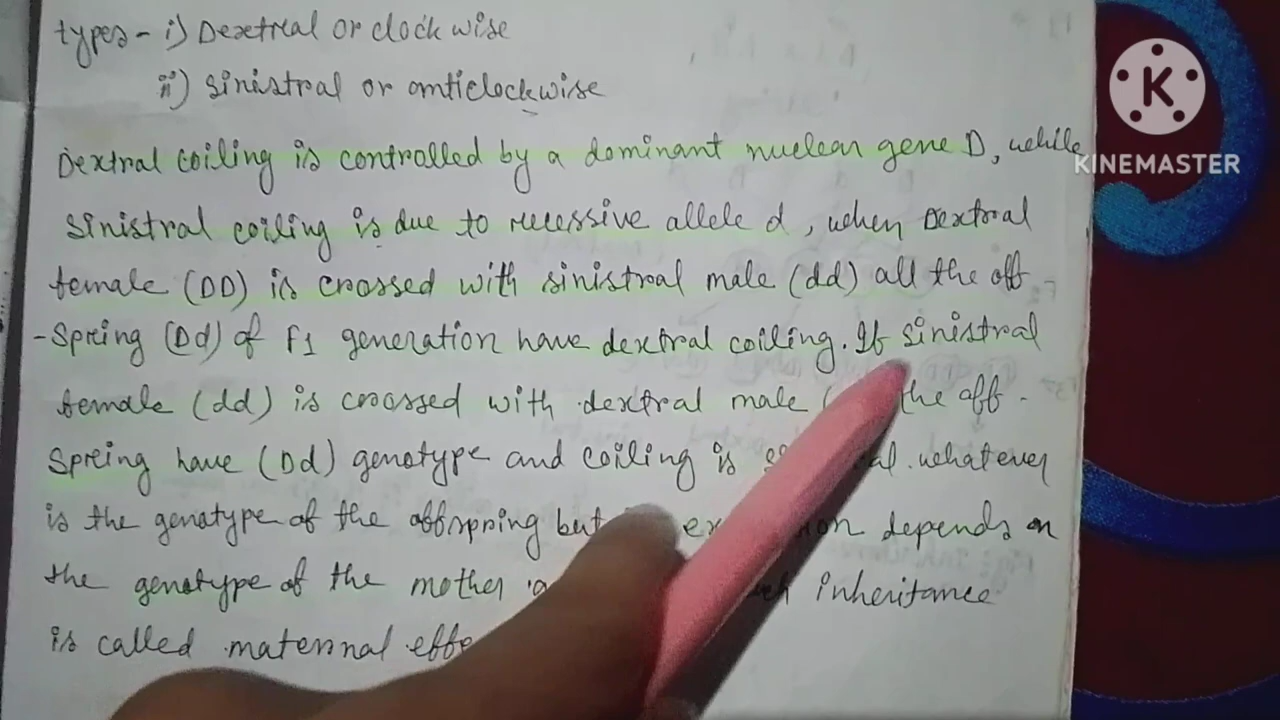 types - i) Dextral or clock wise
ii) Sinistral or anticlockwise
Dextral coiling is controlled by a dominant nuclear gene D, while
sinistral coiling is due to recessive allele d, when Dextral
female (DD) is crossed with sinistral male (dd) all the off
-spring (Dd) of F1 generation have dextral coiling. If sinistral
female (dd) is crossed with dextral male the off -
spring have (Dd) genotype and coiling is whatever
is the genotype of the offspring but depends on
the genotype of the mother inheritance
is called maternal
K
KINEMASTER